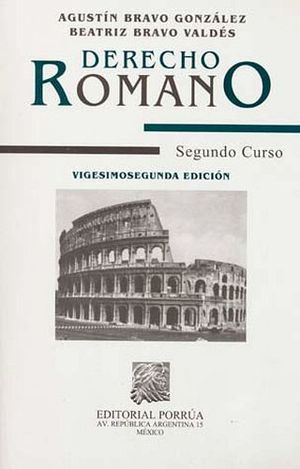 AGUSTÍN BRAVO GONZÁLEZ
BEATRIZ BRAVO VALDÉS
DERECHO
ROMANO
Segundo Curso
VIGESIMOSEGUNDA EDICIÓN
EDITORIAL PORRÚA
AV. REPÚBLICA ARGENTINA 15
MÉXICO